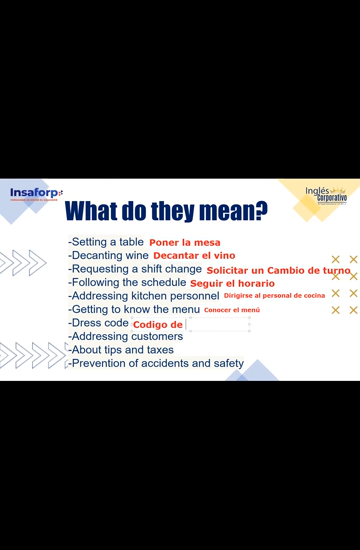 Insaforp
Inglés
Corporativo
What do they mean?
-Setting a table Poner la mesa
-Decanting wine Decantar el vino
-Requesting a shift change Solicitar un Cambio de turno
-Following the schedule Seguir el horario
-Addressing kitchen personnel Dirigirse al personal de cocina
-Getting to know the menu Conocer el menú
-Dress code Codigo de
-Addressing customers
-About tips and taxes
-Prevention of accidents and safety